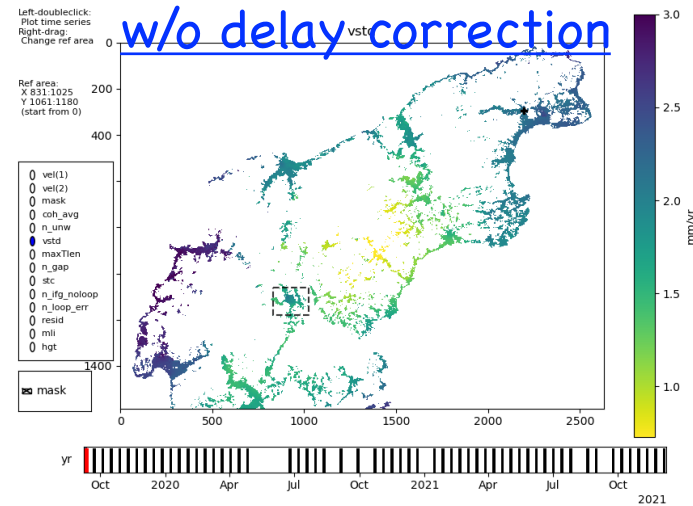 Left-doubleclick:
Plot time series
Right-drag:
Change ref area
w/o delay correction
vstd
Ref area:
X 831:1025
Y 1061:1180
(start from 0)
0
200
400
1400
0
500
1000
1500
2000
2500
vel(1)
vel(2)
mask
coh_avg
n_unw
vstd
maxTlen
n_gap
stc
n_ifg_noloop
n_loop_err
resid
mli
hgt
mask
3.0
2.5
2.0
1.5
1.0
mm/yr
yr
Oct
2020
Apr
Jul
Oct
2021
Apr
Jul
Oct
2021